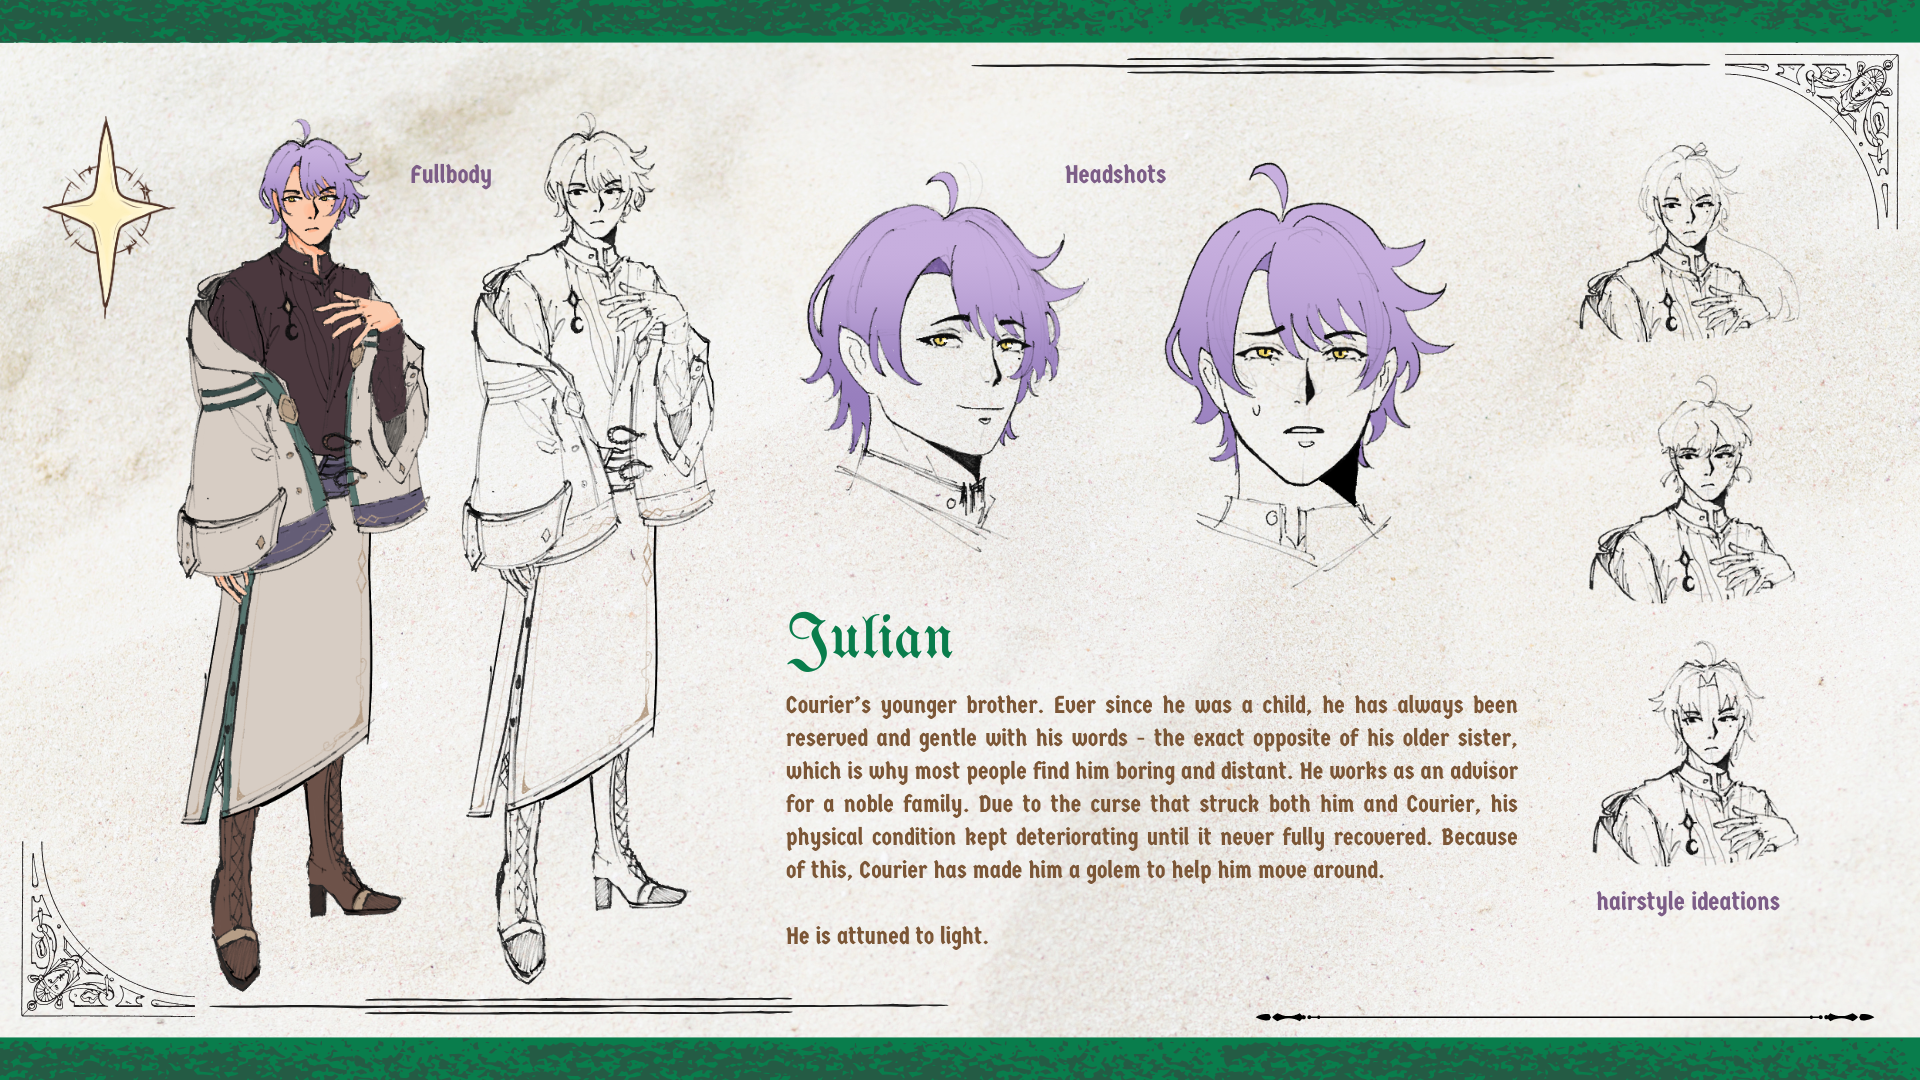 Fullbody
Headshots
Julian
Courier's younger brother. Ever since he was a child, he has always been
reserved and gentle with his words - the exact opposite of his older sister,
which is why most people find him boring and distant. He works as an advisor
for a noble family. Due to the curse that struck both him and Courier, his
physical condition kept deteriorating until it never fully recovered. Because
of this, Courier has made him a golem to help him move around.
He is attuned to light.
hairstyle ideations